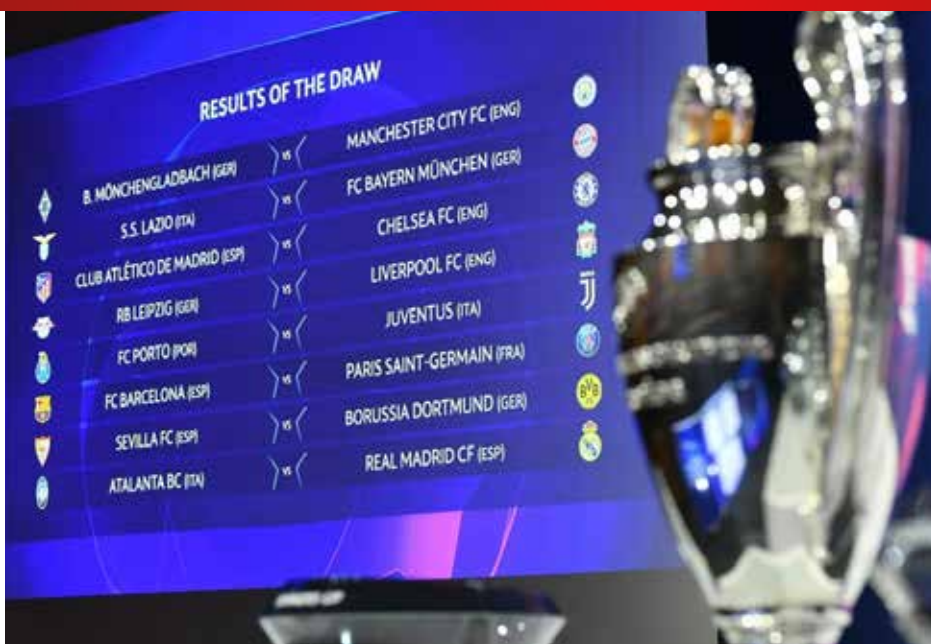 RESULTS OF THE DRAW
B. MÖNCHENGLADBACH (GER) VS MANCHESTER CITY FC (ENG)
S.S. LAZIO (ITA) VS FC BAYERN MÜNCHEN (GER)
CLUB ATLÉTICO DE MADRID (ESP) VS CHELSEA FC (ENG)
RB LEIPZIG (GER) VS LIVERPOOL FC (ENG)
FC PORTO (POR) VS JUVENTUS (ITA)
FC BARCELONA (ESP) VS PARIS SAINT-GERMAIN (FRA)
SEVILLA FC (ESP) VS BORUSSIA DORTMUND (GER)
BVB
ATALANTA BC (ITA) VS REAL MADRID CF (ESP)